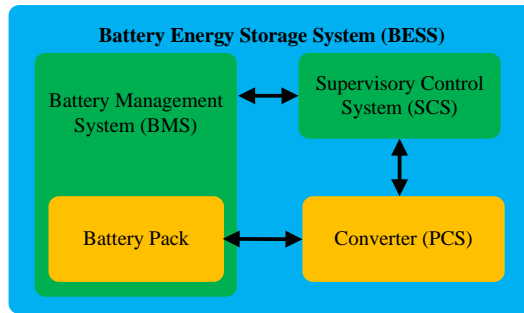 Battery Energy Storage System (BESS)
Battery Management
System (BMS)
Supervisory Control
System (SCS)
Battery Pack
Converter (PCS)